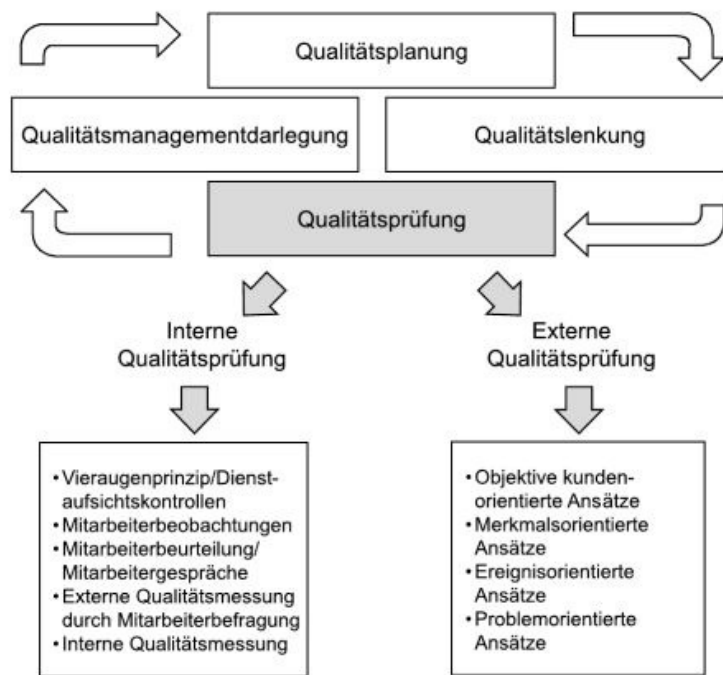 Qualitätsplanung
Qualitätsmanagementdarlegung
Qualitätslenkung
Qualitätsprüfung
Interne
Qualitätsprüfung
Externe
Qualitätsprüfung
• Vieraugenprinzip/Dienst-
aufsichtskontrollen
• Mitarbeiterbeobachtungen
• Mitarbeiterbeurteilung/
Mitarbeitergespräche
• Externe Qualitätsmessung
durch Mitarbeiterbefragung
• Interne Qualitätsmessung
• Objektive kunden-
orientierte Ansätze
• Merkmalsorientierte
Ansätze
• Ereignisorientierte
Ansätze
• Problemorientierte
Ansätze